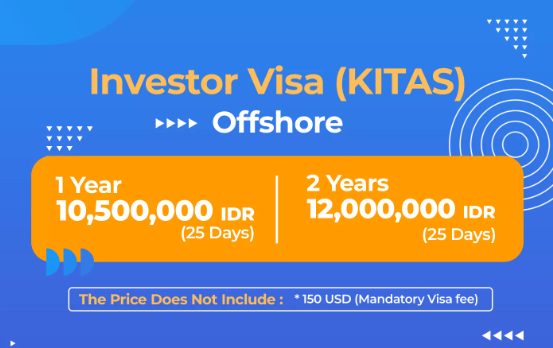 Investor Visa (KITAS)
Offshore
1 Year
10,500,000 IDR
(25 Days)
2 Years
12,000,000 IDR
(25 Days)
The Price Does Not Include : * 150 USD (Mandatory Visa fee)